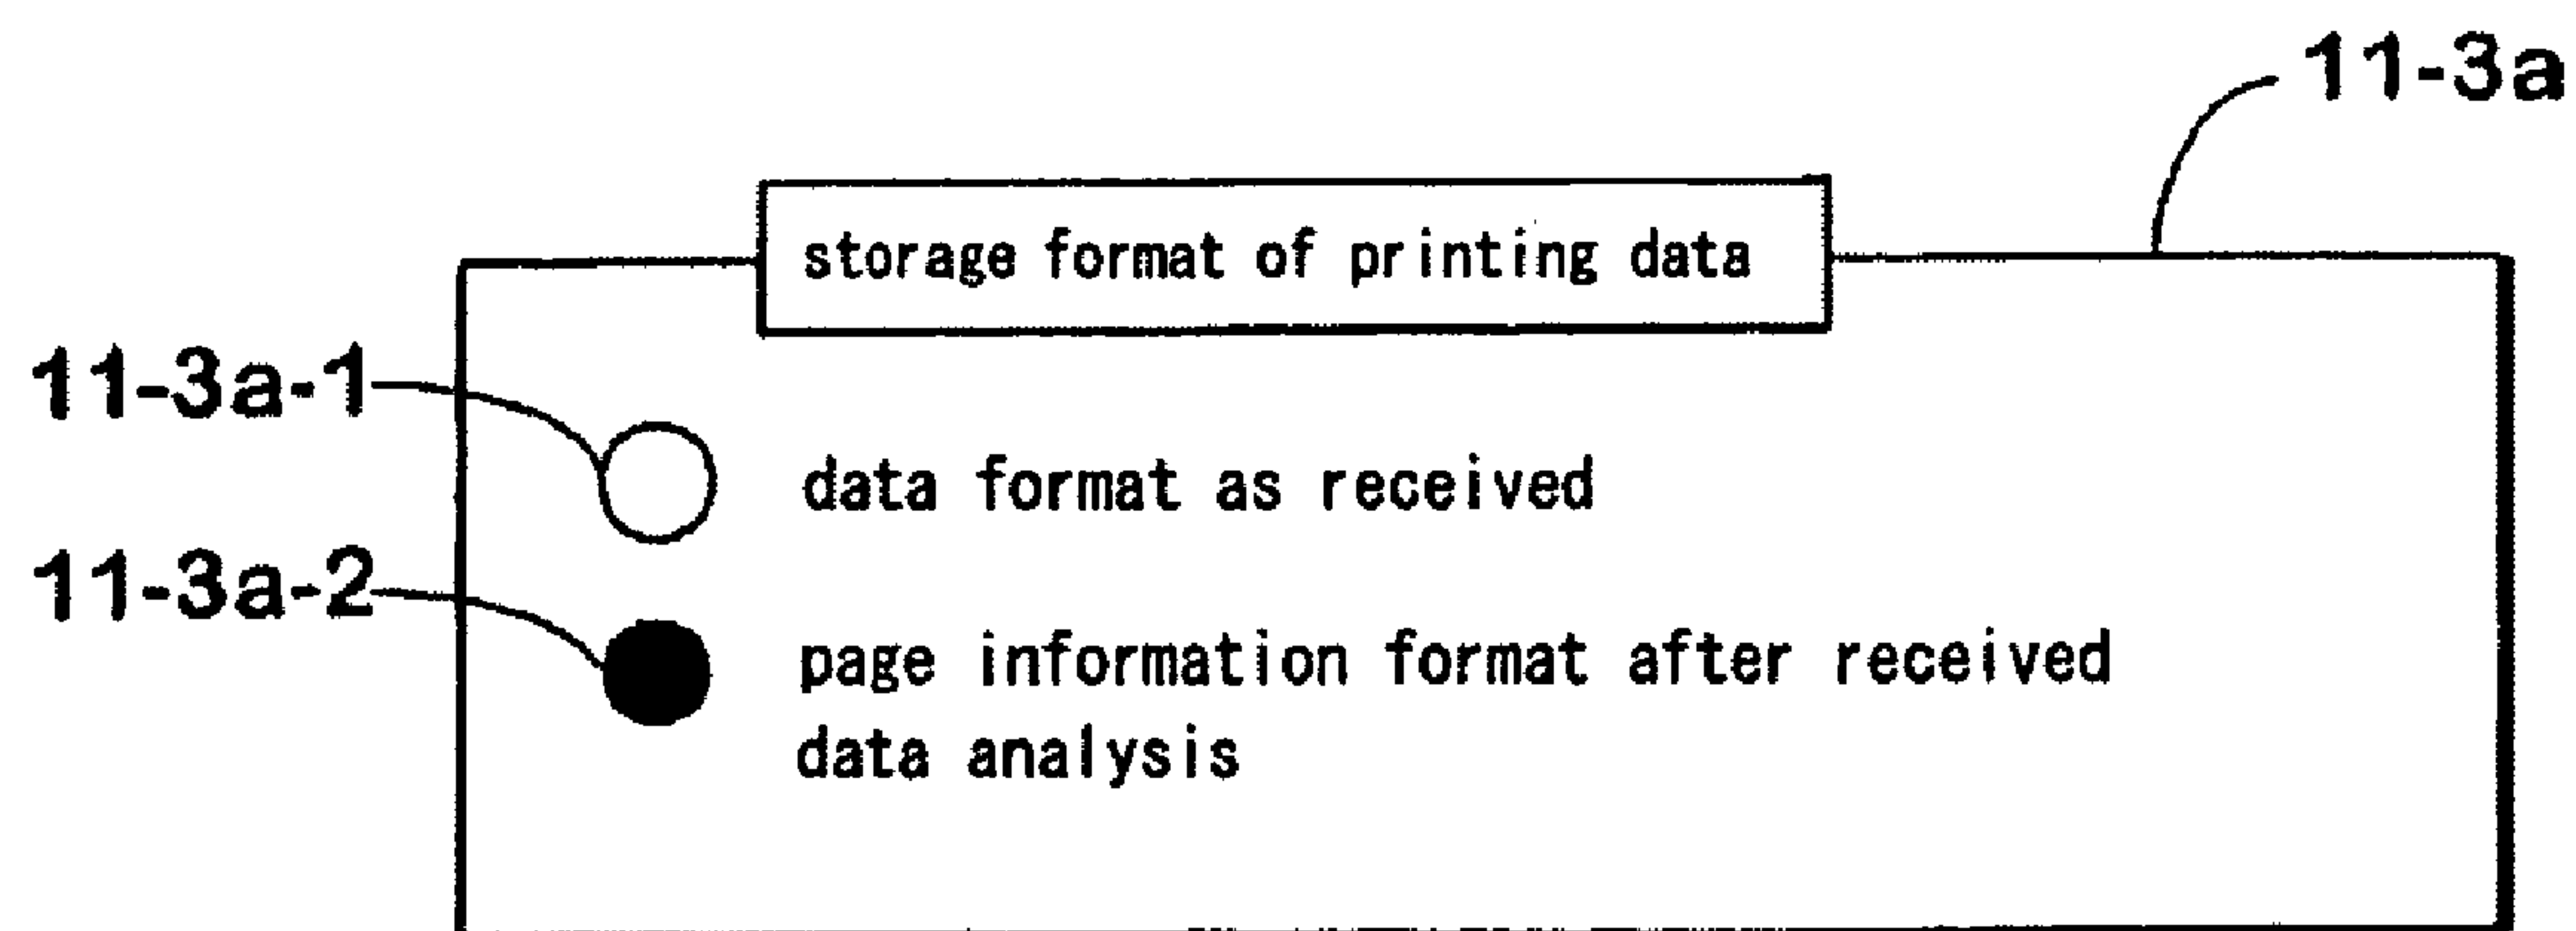 11-3a
storage format of printing data
11-3a-1
data format as received
11-3a-2
page information format after received
data analysis